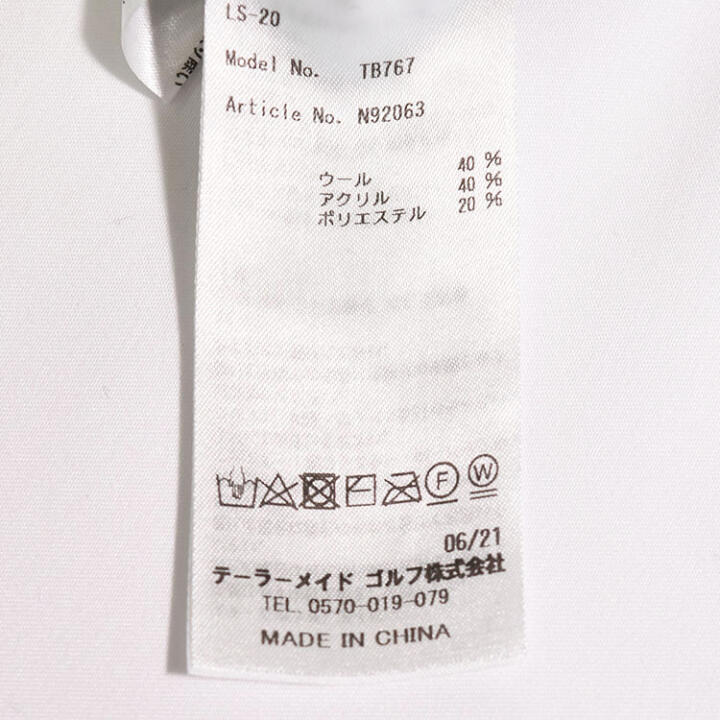 LS-20
Model No. TB767
Article No. N92063
ウール 40 %
アクリル 40 %
ポリエステル 20 %
F W
06/21
テーラーメイド ゴルフ株式会社
TEL. 0570-019-079
MADE IN CHINA